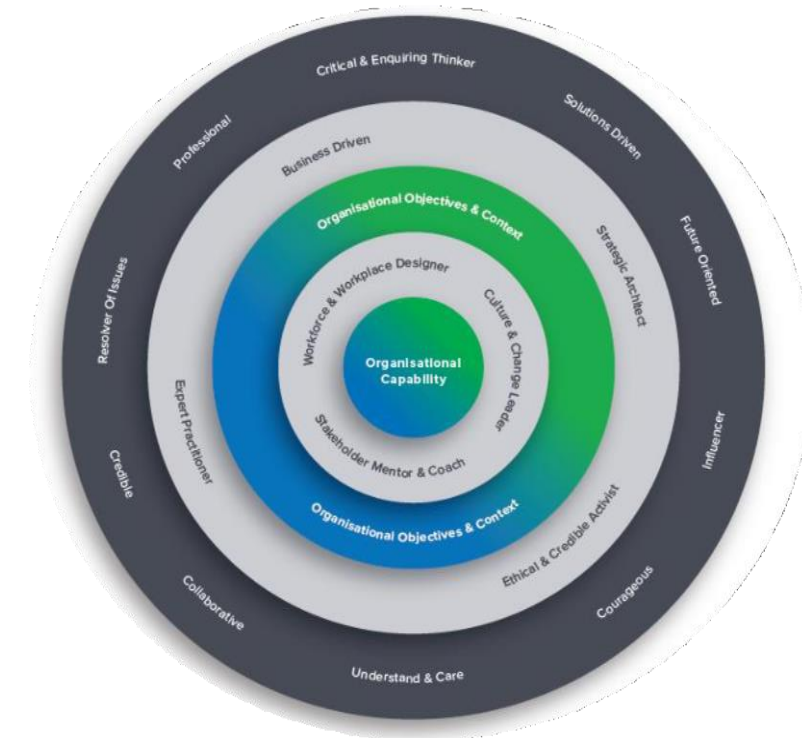 Critical & Enquiring Thinker
Solutions Driven
Future Oriented
Influencer
Courageous
Understand & Care
Collaborative
Credible
Resolver Of Issues
Professional
Business Driven
Strategic Architect
Ethical & Credible Activist
Expert Practitioner
Organisational Objectives & Context
Organisational Objectives & Context
Workforce & Workplace Designer
Culture & Change Leader
Stakeholder Mentor & Coach
Organisational
Capability